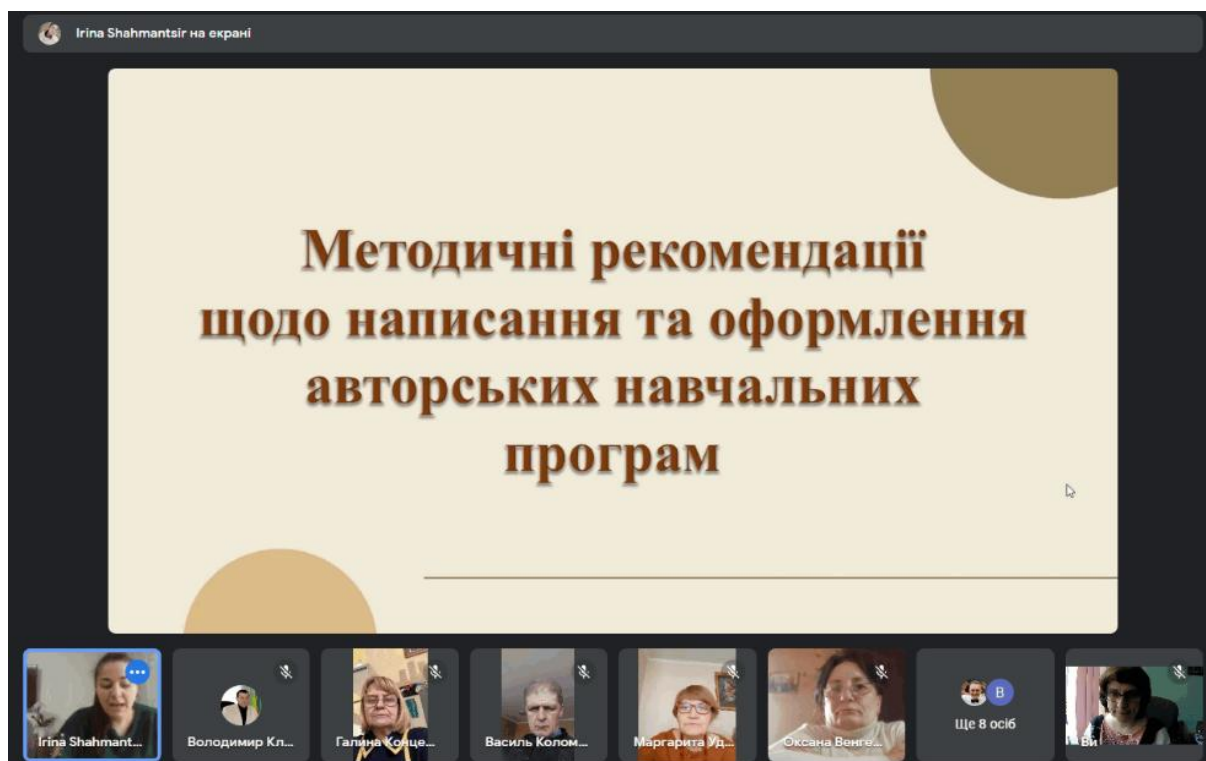 Irina Shahmantsir на екрані
Методичні рекомендації
щодо написання та оформлення
авторських навчальних
програм
Irina Shahmant...
Володимир Кл...
Галина Конце...
Василь Колом...
Маргарита Уд...
Оксана Венге...
В
Ще 8 осіб
Ви